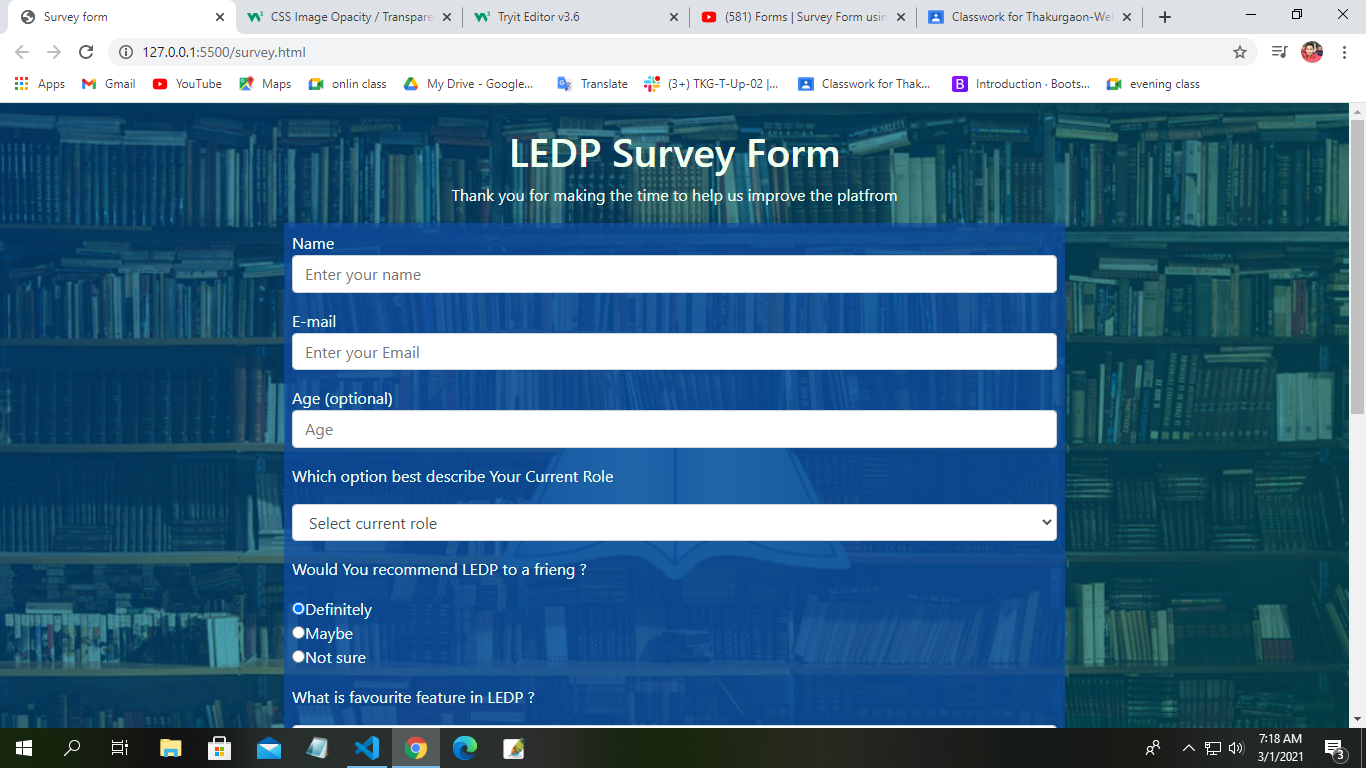 Survey form
CSS Image Opacity / Transpare
Tryit Editor v3.6
(581) Forms | Survey Form usin
Classwork for Thakurgaon-Wel
127.0.0.1:5500/survey.html
Apps
Gmail
YouTube
Maps
onlin class
My Drive - Google...
Translate
(3+) TKG-T-Up-02 |...
Classwork for Thak...
Introduction · Boots...
evening class
LEDP Survey Form
Thank you for making the time to help us improve the platfrom
Name
Enter your name
E-mail
Enter your Email
Age (optional)
Age
Which option best describe Your Current Role
Select current role
Would You recommend LEDP to a frieng ?
Definitely
Maybe
Not sure
What is favourite feature in LEDP ?
7:18 AM
3/1/2021
3